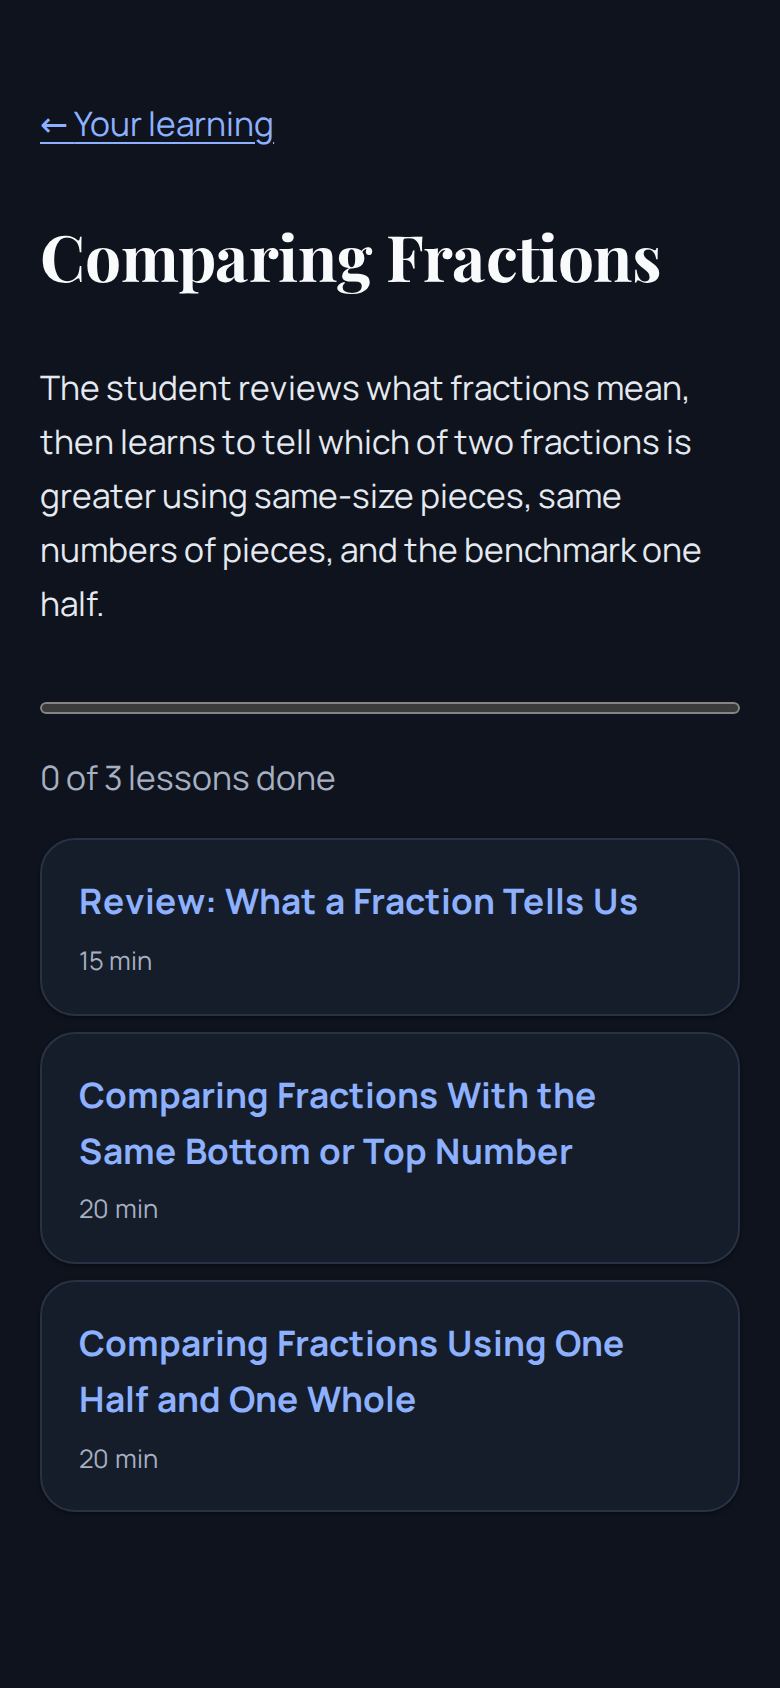 ← Your learning
Comparing Fractions
The student reviews what fractions mean,
then learns to tell which of two fractions is
greater using same-size pieces, same
numbers of pieces, and the benchmark one
half.
0 of 3 lessons done
Review: What a Fraction Tells Us
15 min
Comparing Fractions With the
Same Bottom or Top Number
20 min
Comparing Fractions Using One
Half and One Whole
20 min